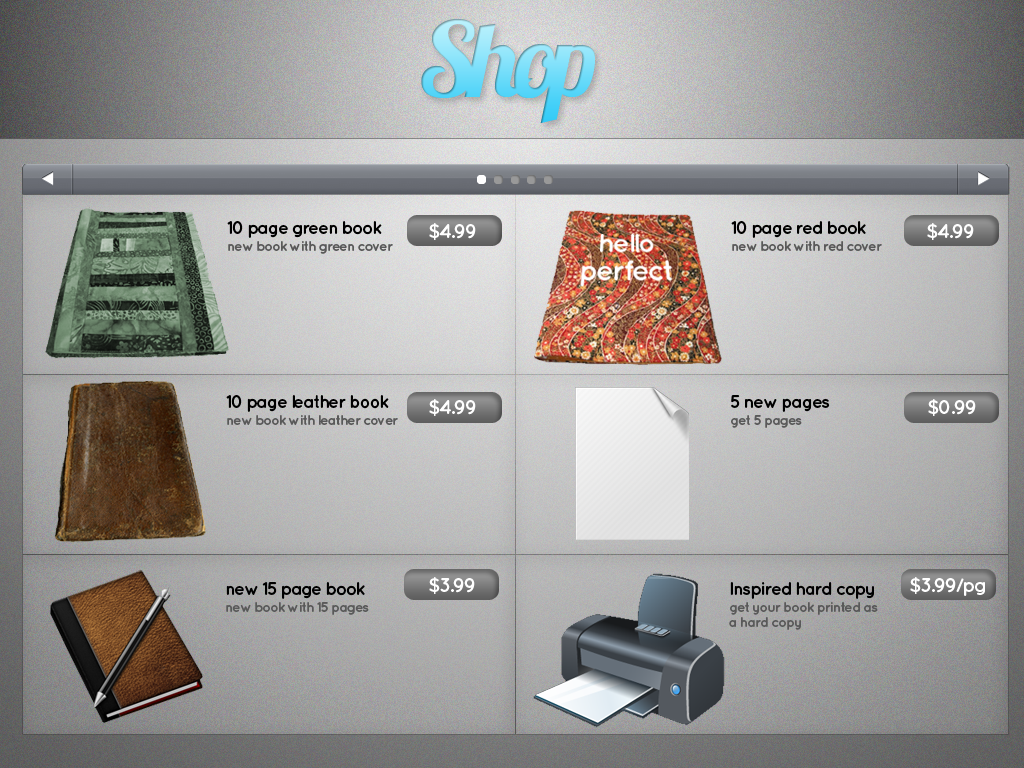 Shop
10 page green book
$4.99
new book with green cover
hello
perfect
10 page red book
$4.99
new book with red cover
10 page leather book
$4.99
new book with leather cover
5 new pages
$0.99
get 5 pages
new 15 page book
$3.99
new book with 15 pages
Inspired hard copy
$3.99/pg
get your book printed as
a hard copy